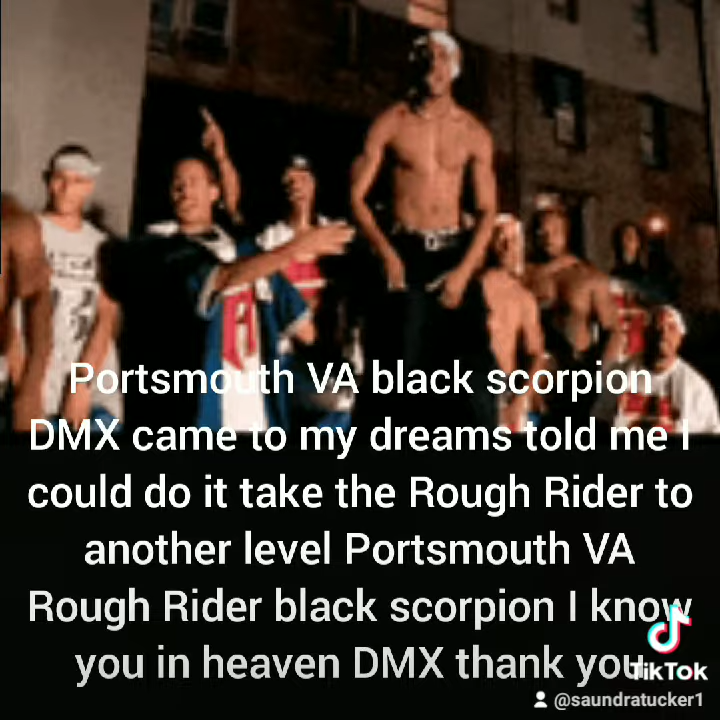 Portsmouth VA black scorpion
DMX came to my dreams told me I
could do it take the Rough Rider to
another level Portsmouth VA
Rough Rider black scorpion I know
you in heaven DMX thank you
TikTok
@saundratucker1